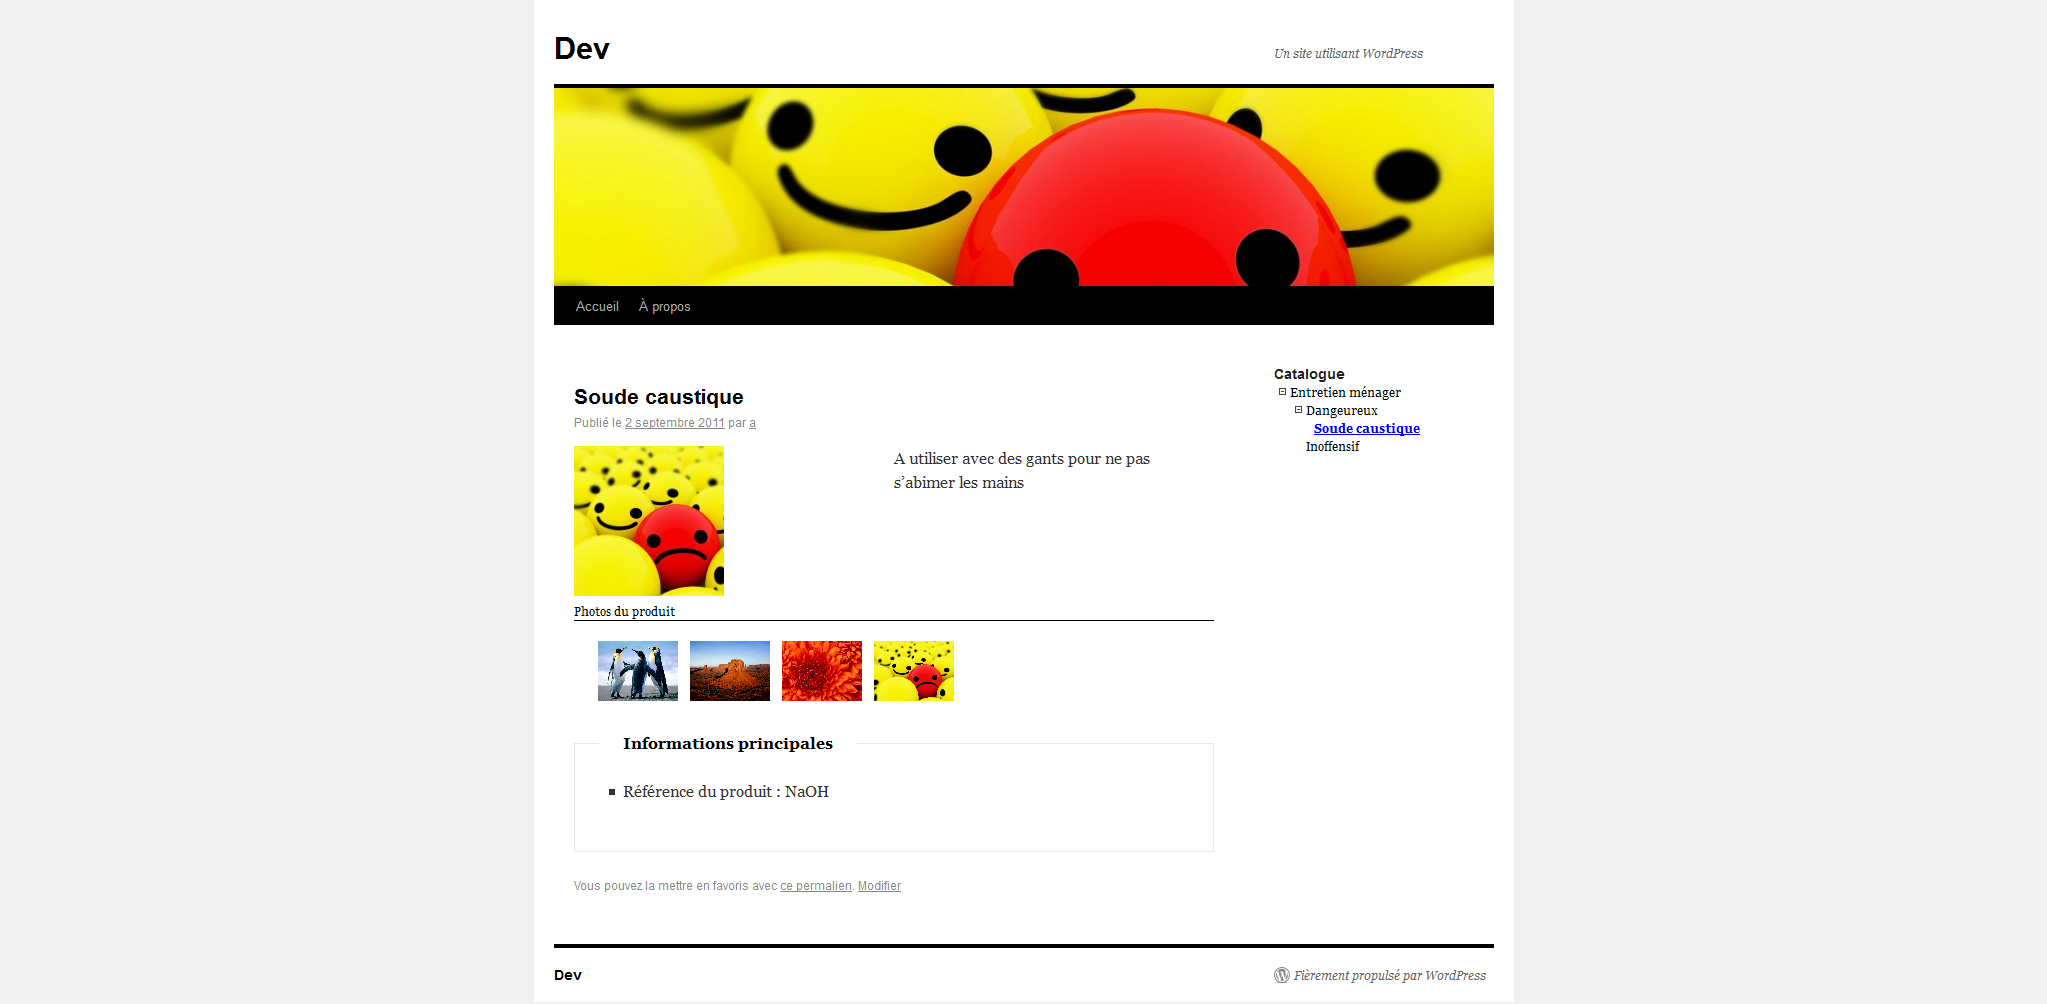 Dev
Un site utilisant WordPress
Accueil
À propos
Soude caustique
Publié le 2 septembre 2011 par a
A utiliser avec des gants pour ne pas
s’abimer les mains
Photos du produit
Informations principales
Référence du produit : NaOH
Vous pouvez la mettre en favoris avec ce permalien. Modifier
Catalogue
Entretien ménager
Dangeureux
Soude caustique
Inoffensif
Dev
Fièrement propulsé par WordPress